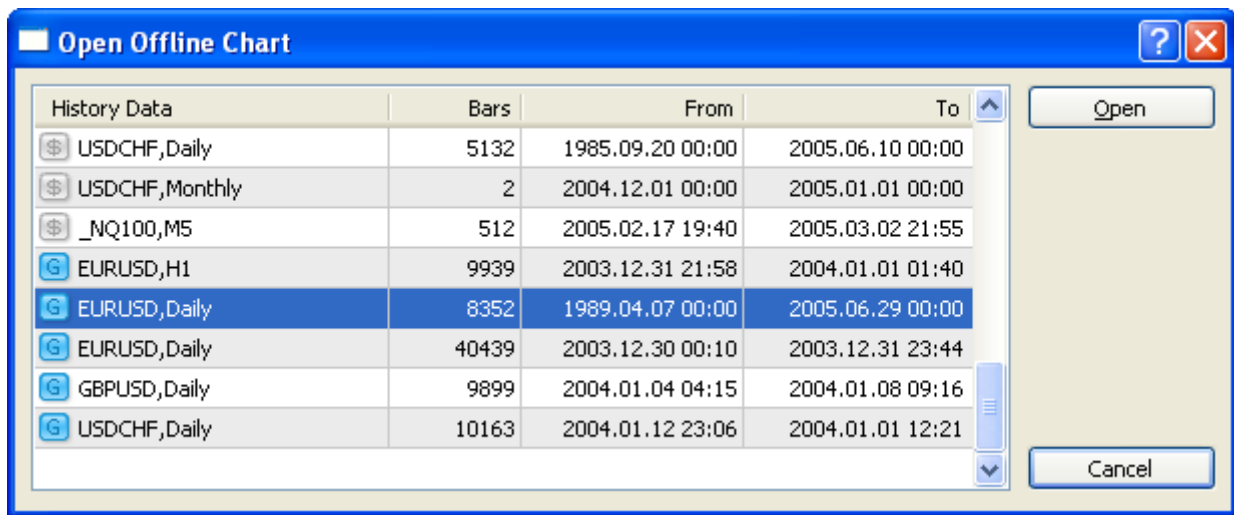 Open Offline Chart
History Data Bars From To
USDCHF,Daily 5132 1985.09.20 00:00 2005.06.10 00:00
USDCHF,Monthly 2 2004.12.01 00:00 2005.01.01 00:00
_NQ100,M5 512 2005.02.17 19:40 2005.03.02 21:55
G EURUSD,H1 9939 2003.12.31 21:58 2004.01.01 01:40
G EURUSD,Daily 8352 1989.04.07 00:00 2005.06.29 00:00
G EURUSD,Daily 40439 2003.12.30 00:10 2003.12.31 23:44
G GBPUSD,Daily 9899 2004.01.04 04:15 2004.01.08 09:16
G USDCHF,Daily 10163 2004.01.12 23:06 2004.01.01 12:21
Open
Cancel